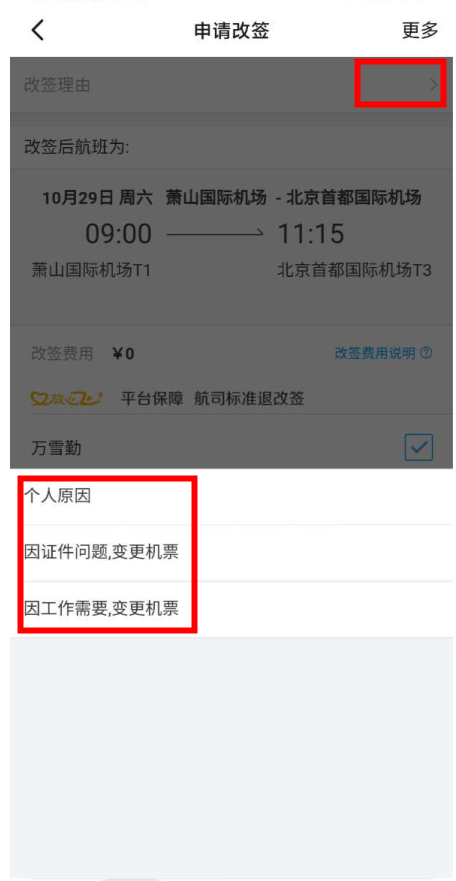 申请改签
更多
改签理由
改签后航班为:
10月29日 周六 萧山国际机场 - 北京首都国际机场
09:00 11:15
萧山国际机场T1 北京首都国际机场T3
改签费用 ¥0 改签费用说明
平台保障 航司标准退改签
万雪勤
个人原因
因证件问题,变更机票
因工作需要,变更机票